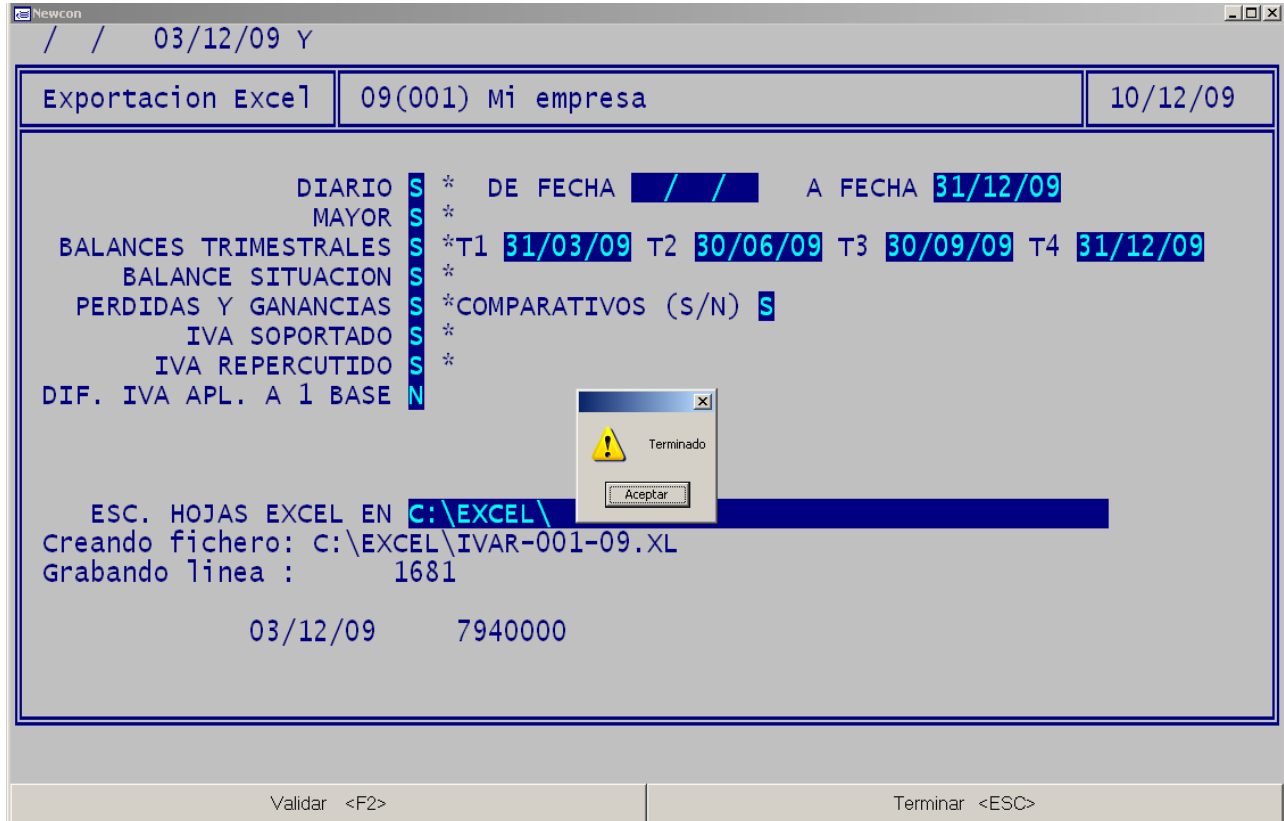 Newcon
/ / 03/12/09 Y
Exportacion Excel 09(001) Mi empresa 10/12/09
DIARIO S * DE FECHA / / A FECHA 31/12/09
MAYOR S *
BALANCES TRIMESTRALES S *T1 31/03/09 T2 30/06/09 T3 30/09/09 T4 31/12/09
BALANCE SITUACION S *
PERDIDAS Y GANANCIAS S *COMPARATIVOS (S/N) S
IVA SOPORTADO S *
IVA REPERCUTIDO S *
DIF. IVA APL. A 1 BASE N
Terminado
Aceptar
ESC. HOJAS EXCEL EN C:\EXCEL\
Creando fichero: C:\EXCEL\IVAR-001-09.XL
Grabando linea : 1681
03/12/09 7940000
Validar <F2> Terminar <ESC>